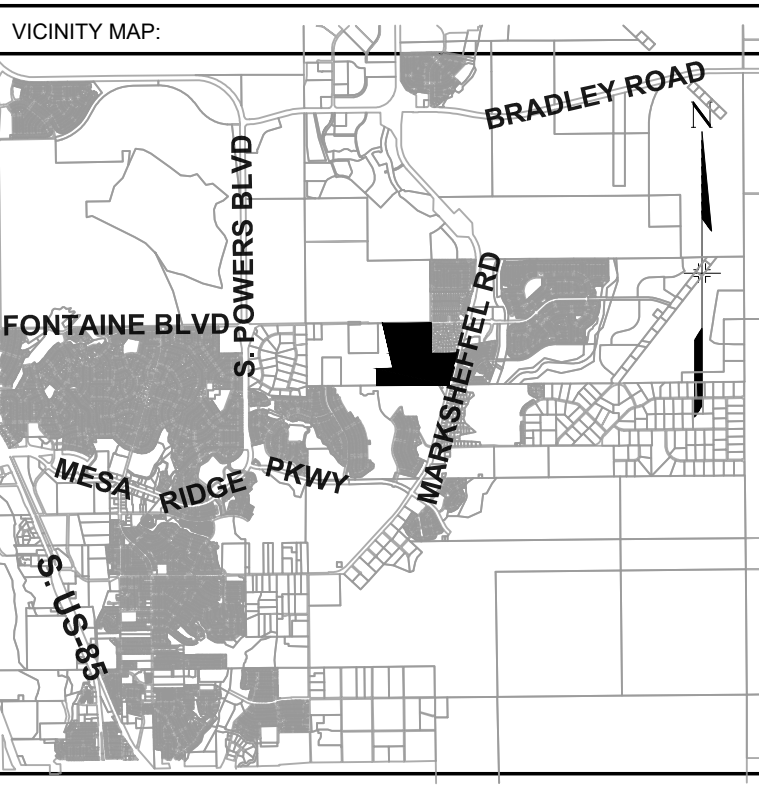 VICINITY MAP:
BRADLEY ROAD
N
S. POWERS BLVD
MARKSHEFFEL RD
FONTAINE BLVD
MESA RIDGE PKWY
S. US-85